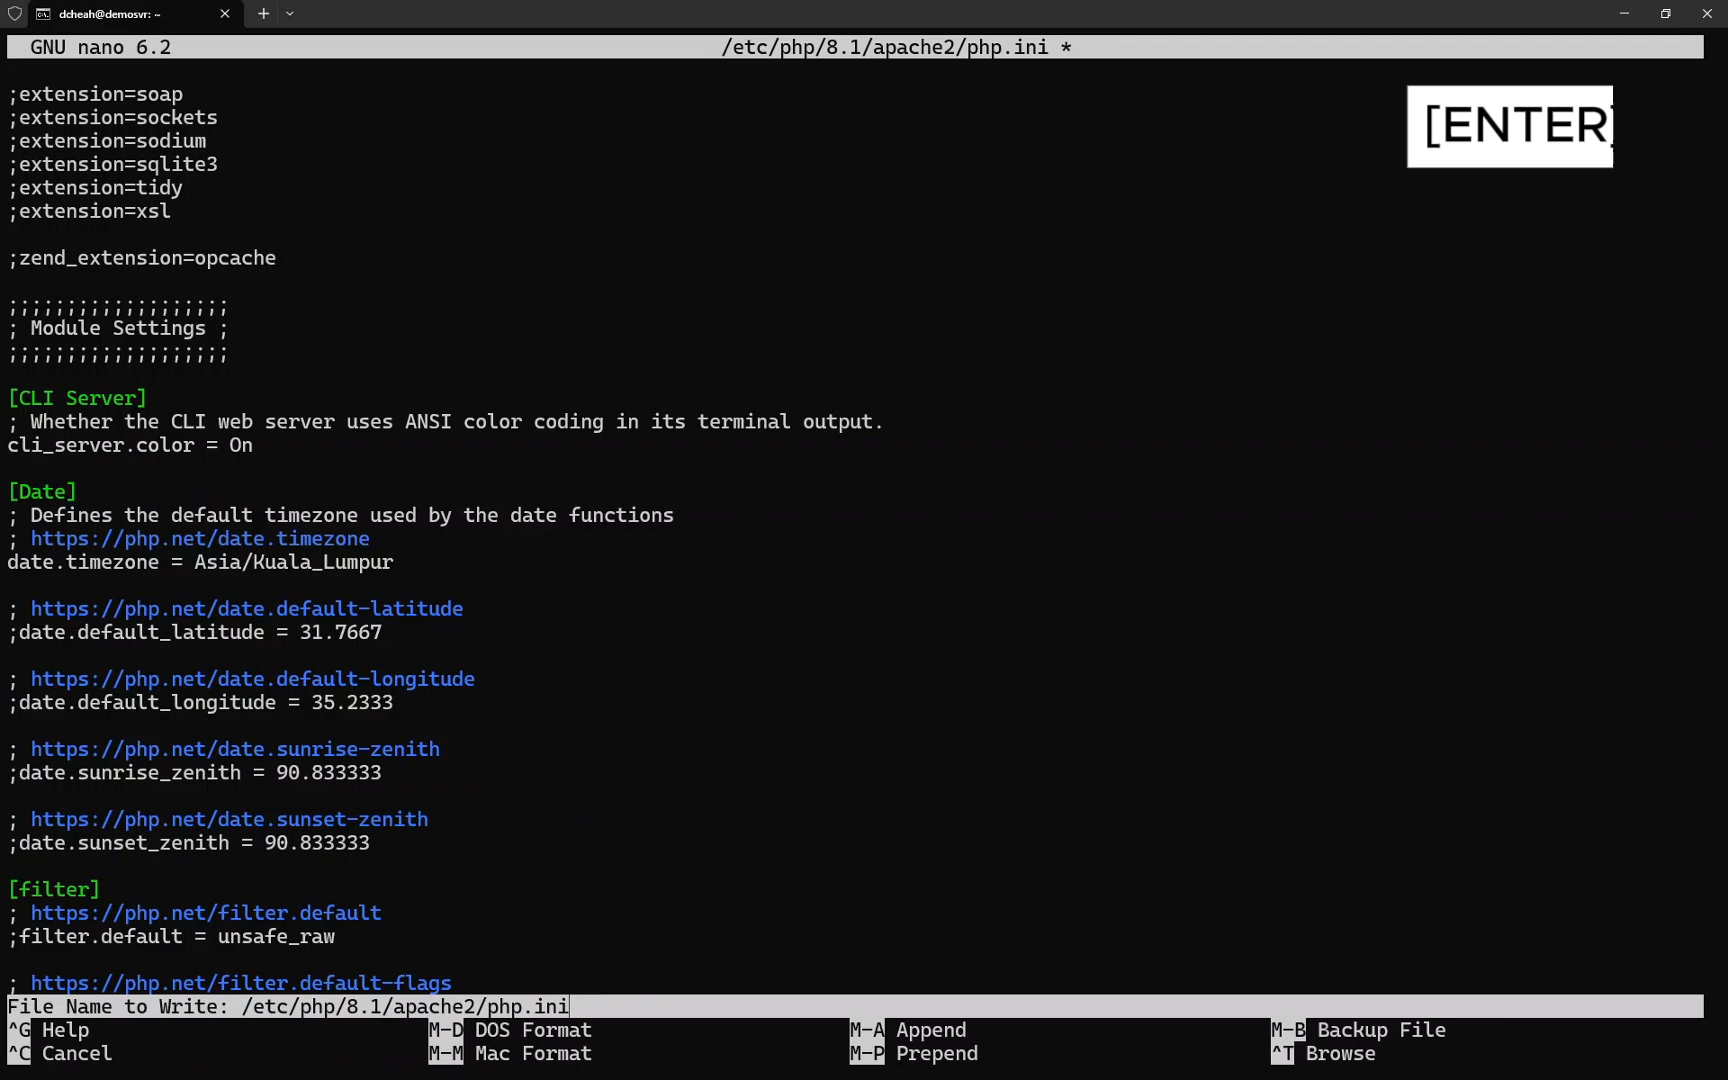 dcheah@demosvr: ~
GNU nano 6.2 /etc/php/8.1/apache2/php.ini *
;extension=soap
[ENTER]
;extension=sockets
;extension=sodium
;extension=sqlite3
;extension=tidy
;extension=xsl
;zend_extension=opcache
;;;;;;;;;;;;;;;;;;;
; Module Settings ;
;;;;;;;;;;;;;;;;;;;
[CLI Server]
; Whether the CLI web server uses ANSI color coding in its terminal output.
cli_server.color = On
[Date]
; Defines the default timezone used by the date functions
; https://php.net/date.timezone
date.timezone = Asia/Kuala_Lumpur
; https://php.net/date.default-latitude
;date.default_latitude = 31.7667
; https://php.net/date.default-longitude
;date.default_longitude = 35.2333
; https://php.net/date.sunrise-zenith
;date.sunrise_zenith = 90.833333
; https://php.net/date.sunset-zenith
;date.sunset_zenith = 90.833333
[filter]
; https://php.net/filter.default
;filter.default = unsafe_raw
; https://php.net/filter.default-flags
File Name to Write: /etc/php/8.1/apache2/php.ini
^G Help M-D DOS Format M-A Append M-B Backup File
^C Cancel M-M Mac Format M-P Prepend ^T Browse